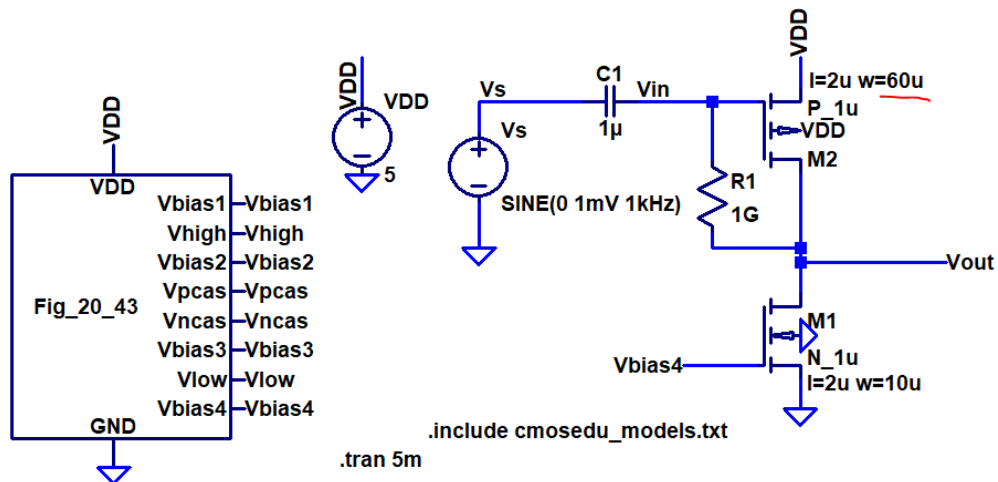 VDD
VDD
Vbias1
Vbias1
Vhigh
Vhigh
Vbias2
Vbias2
Fig_20_43
Vpcas
Vpcas
Vncas
Vncas
Vbias3
Vbias3
Vlow
Vlow
Vbias4
Vbias4
GND
VDD
VDD
5
Vs
Vs
SINE(0 1mV 1kHz)
C1
1µ
Vin
R1
1G
VDD
l=2u w=60u
P_1u
VDD
M2
Vout
M1
N_1u
l=2u w=10u
Vbias4
.include cmosedu_models.txt
.tran 5m